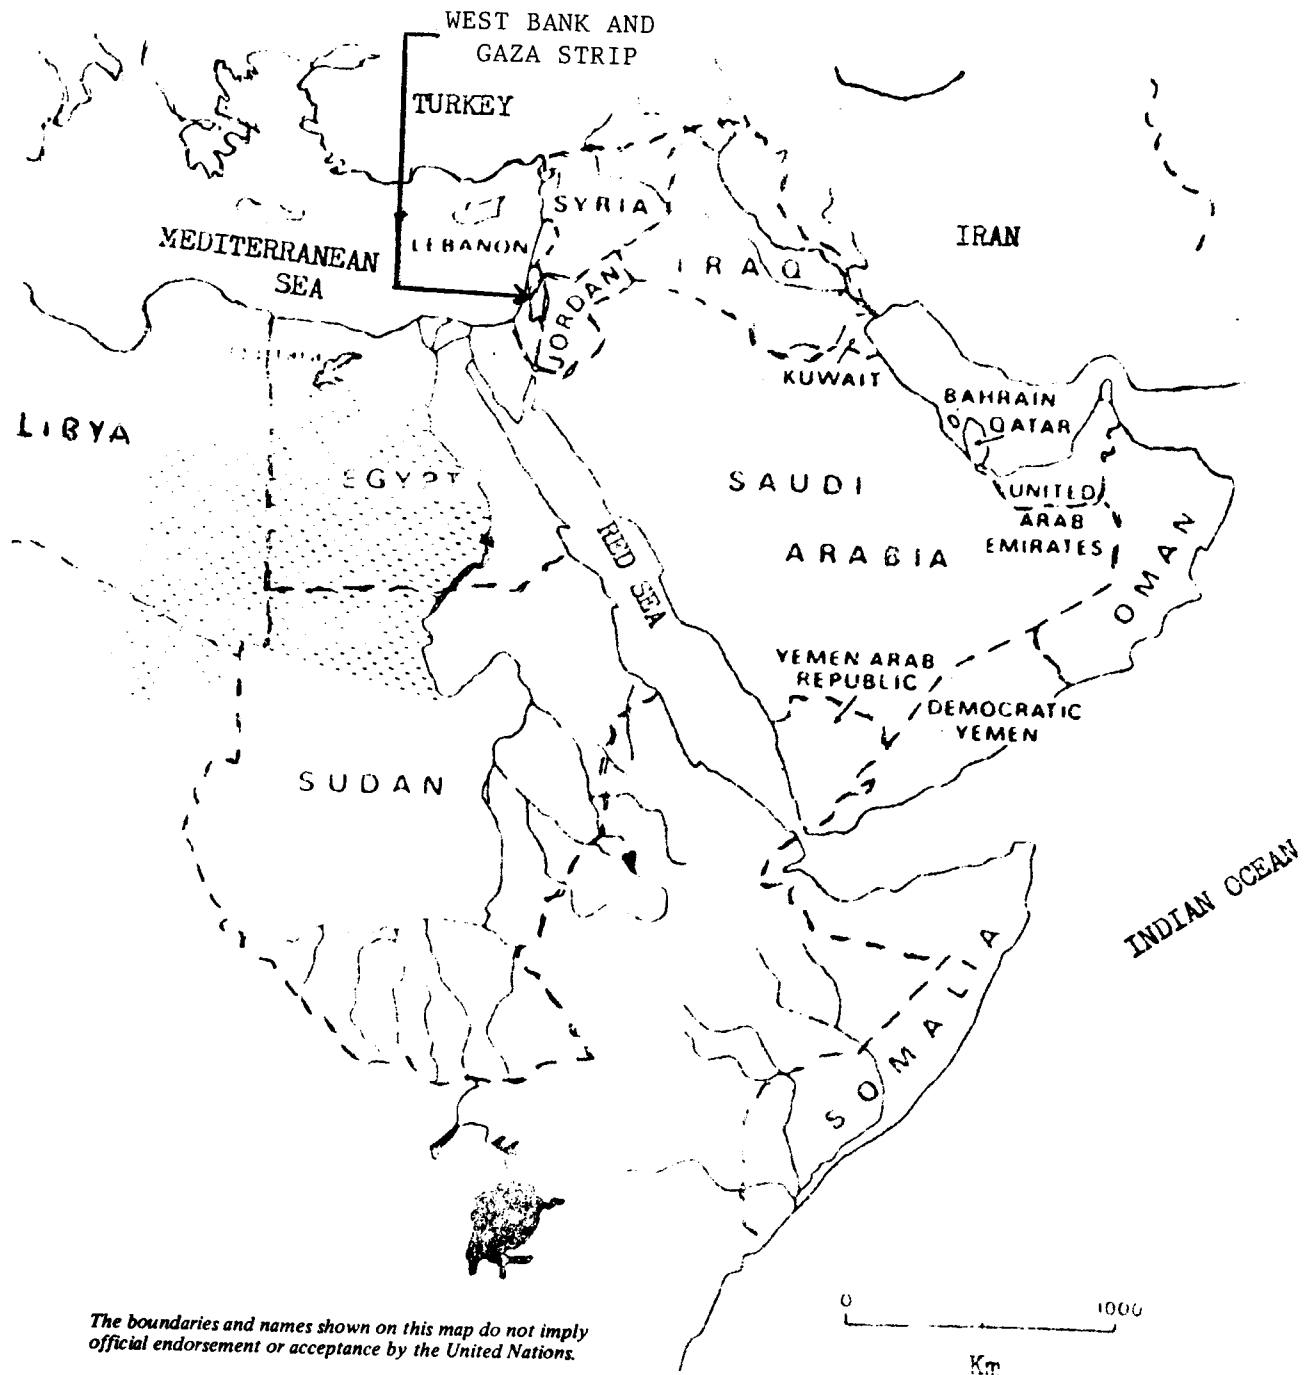 WEST BANK AND
GAZA STRIP
TURKEY
SYRIA
MEDITERRANEAN
SEA
LEBANON
IRAN
IRAQ
JORDAN
KUWAIT
LIBYA
BAHRAIN
QATAR
EGYPT
SAUDI
ARABIA
UNITED
ARAB
EMIRATES
RED SEA
OMAN
YEMEN ARAB
REPUBLIC
DEMOCRATIC
YEMEN
SUDAN
INDIAN OCEAN
SOMALIA
0 1000
Km
The boundaries and names shown on this map do not imply
official endorsement or acceptance by the United Nations.